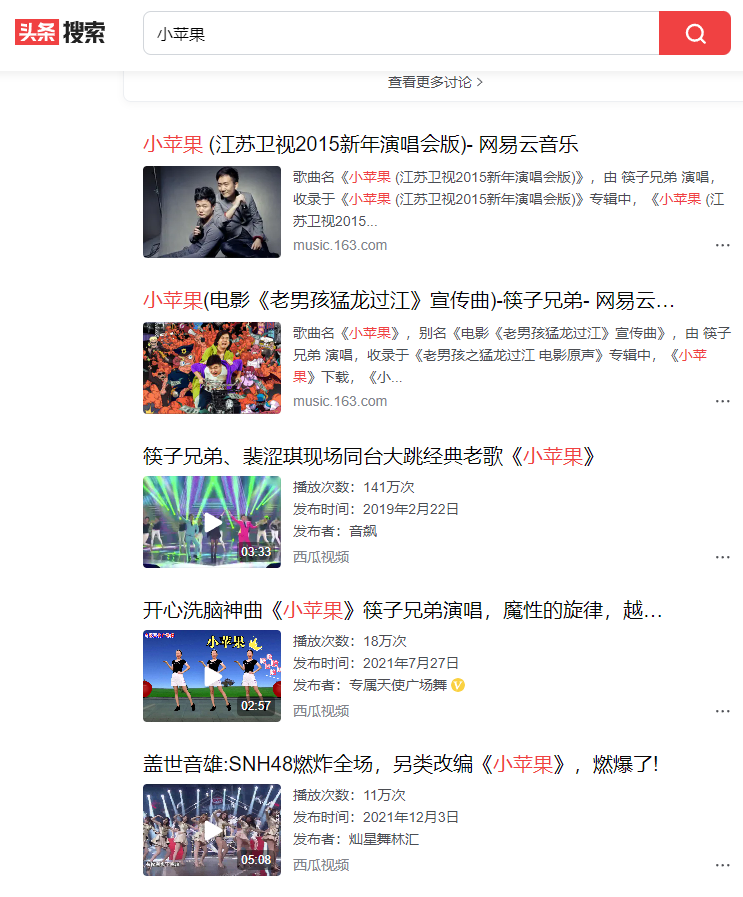 头条 搜索
小苹果
查看更多讨论 >
小苹果 (江苏卫视2015新年演唱会版)- 网易云音乐
歌曲名《小苹果 (江苏卫视2015新年演唱会版)》，由 筷子兄弟 演唱，
收录于《小苹果 (江苏卫视2015新年演唱会版)》专辑中，《小苹果 (江
苏卫视2015...
music.163.com
小苹果(电影《老男孩猛龙过江》宣传曲)-筷子兄弟- 网易云…
歌曲名《小苹果》，别名《电影《老男孩猛龙过江》宣传曲》，由 筷子
兄弟 演唱，收录于《老男孩之猛龙过江 电影原声》专辑中，《小苹
果》下载，《小...
music.163.com
筷子兄弟、裴涩琪现场同台大跳经典老歌《小苹果》
播放次数：141万次
发布时间：2019年2月22日
03:33
发布者：音飙
西瓜视频
开心洗脑神曲《小苹果》筷子兄弟演唱，魔性的旋律，越…
小苹果
播放次数：18万次
发布时间：2021年7月27日
发布者：专属天使广场舞
02:57
西瓜视频
盖世音雄:SNH48燃炸全场，另类改编《小苹果》，燃爆了!
播放次数：11万次
发布时间：2021年12月3日
发布者：灿星舞林汇
05:08
西瓜视频